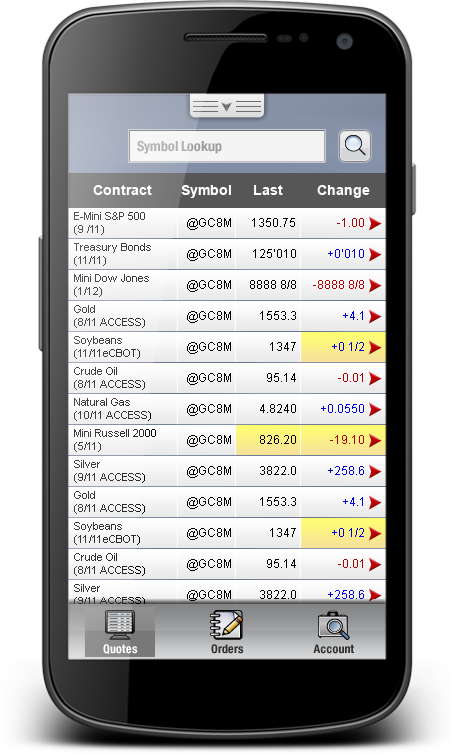 Symbol Lookup
Contract Symbol Last Change
E-Mini S&P 500
(9 /11) @GC8M 1350.75 -1.00
Treasury Bonds
(11/11) @GC8M 125'010 +0'010
Mini Dow Jones
(1/12) @GC8M 8888 8/8 -8888 8/8
Gold
(8/11 ACCESS) @GC8M 1553.3 +4.1
Soybeans
(11/11eCBOT) @GC8M 1347 +0 1/2
Crude Oil
(8/11 ACCESS) @GC8M 95.14 -0.01
Natural Gas
(10/11 ACCESS) @GC8M 4.8240 +0.0550
Mini Russell 2000
(5/11) @GC8M 826.20 -19.10
Silver
(9/11 ACCESS) @GC8M 3822.0 +258.6
Gold
(8/11 ACCESS) @GC8M 1553.3 +4.1
Soybeans
(11/11eCBOT) @GC8M 1347 +0 1/2
Crude Oil
(8/11 ACCESS) @GC8M 95.14 -0.01
Silver
(9/11 ACCESS) @GC8M 3822.0 +258.6
Quotes Orders Account